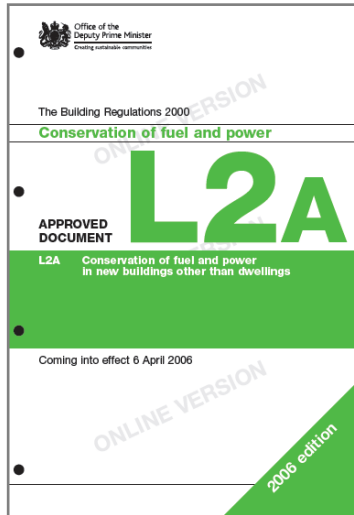 Office of the
Deputy Prime Minister
Creating sustainable communities
ONLINE VERSION
The Building Regulations 2000
Conservation of fuel and power
L2A
APPROVED
DOCUMENT
L2A Conservation of fuel and power
in new buildings other than dwellings
Coming into effect 6 April 2006
ONLINE VERSION
2006 edition